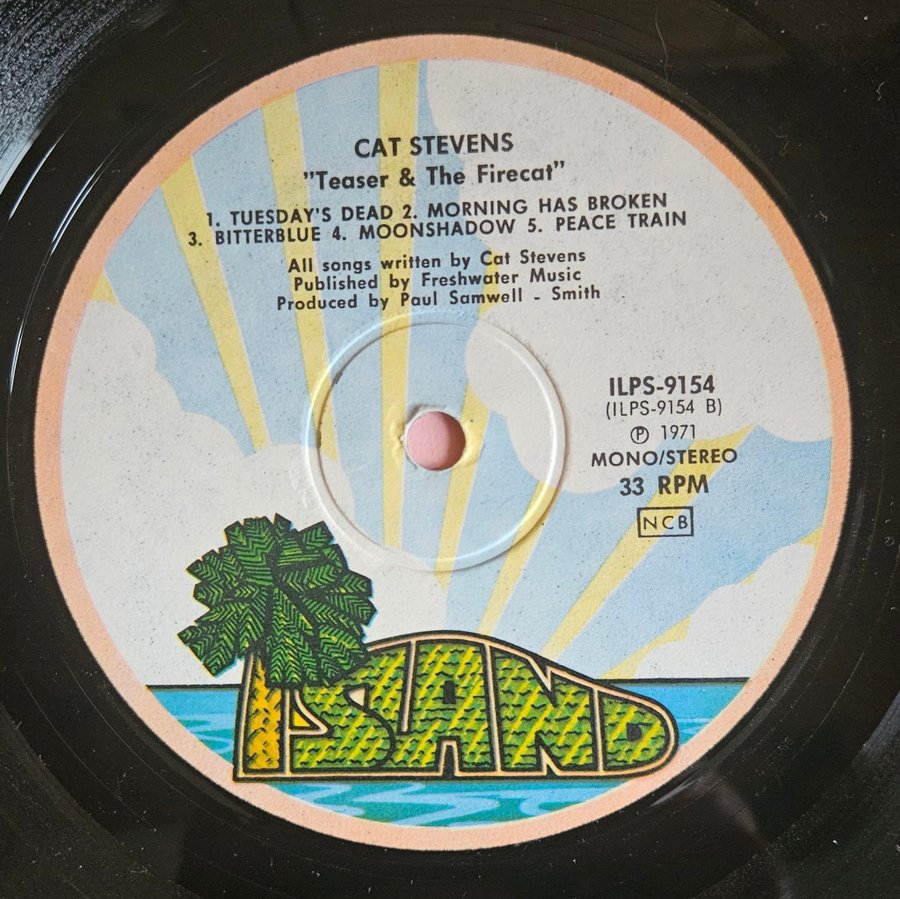 CAT STEVENS
"Teaser & The Firecat"
1. TUESDAY'S DEAD 2. MORNING HAS BROKEN
3. BITTERBLUE 4. MOONSHADOW 5. PEACE TRAIN
All songs written by Cat Stevens
Published by Freshwater Music
Produced by Paul Samwell - Smith
ILPS-9154
(ILPS-9154 B)
Ⓟ 1971
MONO/STEREO
33 RPM
NCB
ISLAND